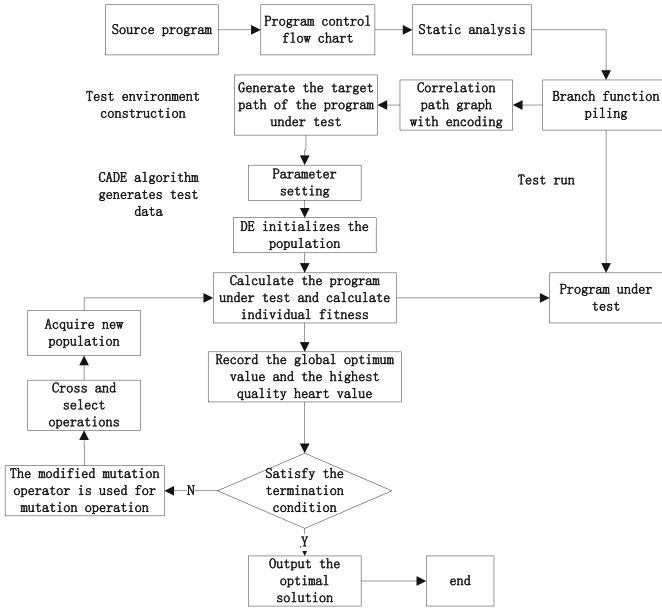 Source program
Program control
flow chart
Static analysis
Test environment
construction
Generate the target
path of the program
under test
Correlation
path graph
with encoding
Branch function
piling
CADE algorithm
generates test
data
Parameter
setting
Test run
DE initializes the
population
Calculate the program
under test and calculate
individual fitness
Program under
test
Acquire new
population
Record the global optimum
value and the highest
quality heart value
Cross and
select
operations
The modified mutation
operator is used for
mutation operation
N
Satisfy the
termination
condition
Y
Output the
optimal
solution
end